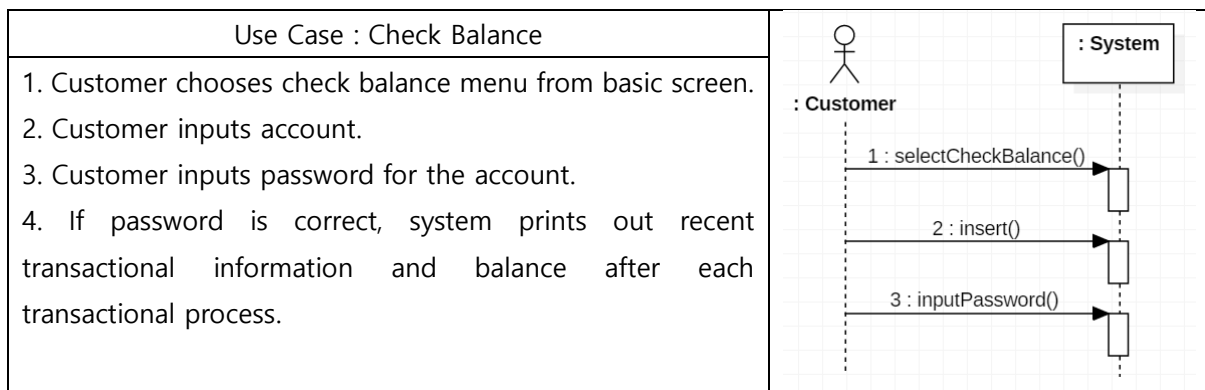 Use Case : Check Balance
1. Customer chooses check balance menu from basic screen.
2. Customer inputs account.
3. Customer inputs password for the account.
4. If password is correct, system prints out recent
transactional information and balance after each
transactional process.
: System
: Customer
1 : selectCheckBalance()
2 : insert()
3 : inputPassword()